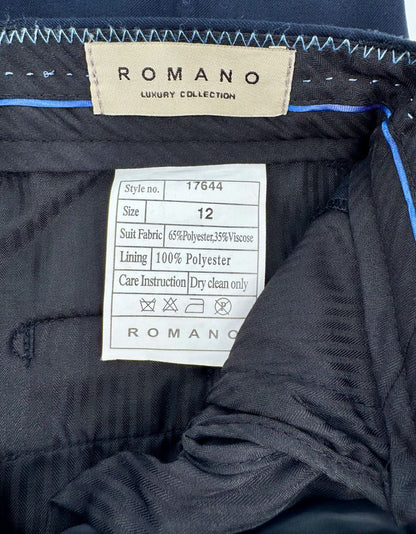 ROMANO
LUXURY COLLECTION
Style no. 17644
Size 12
Suit Fabric 65%Polyester,35%Viscose
Lining 100% Polyester
Care Instruction Dry clean only
ROMANO